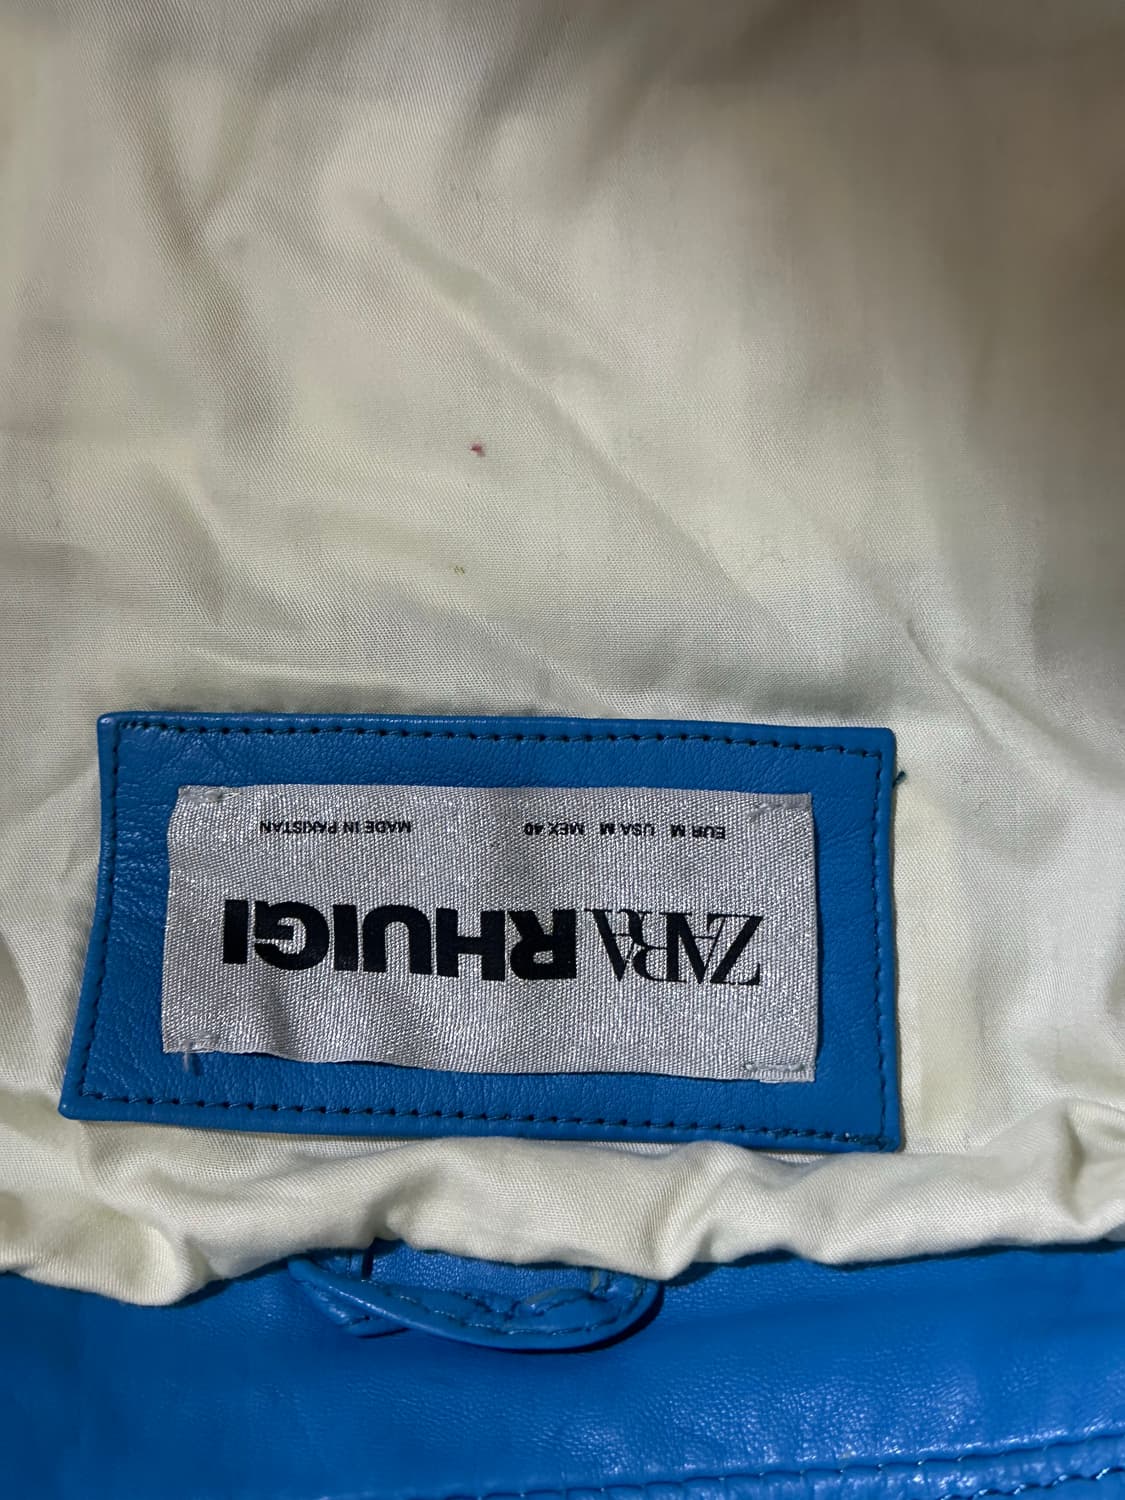 ZARA RHUIGI
EUR M USA M MEX 40 MADE IN PAKISTAN